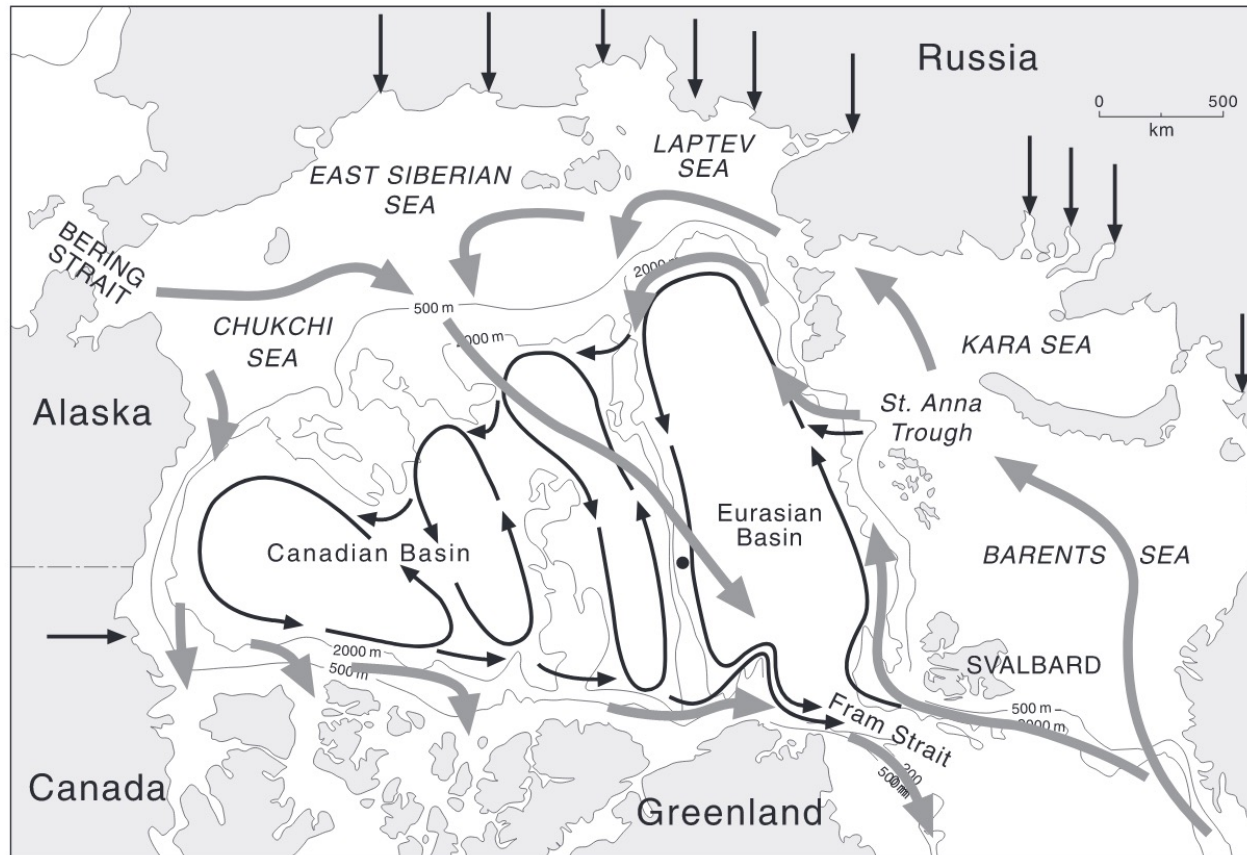 Russia
0 500
km
LAPTEV
SEA
EAST SIBERIAN
SEA
BERING
STRAIT
2000 m
500 m
CHUKCHI
SEA
2000 m
KARA SEA
Alaska
St. Anna
Trough
Eurasian
Basin
Canadian Basin
BARENTS SEA
2000 m
500 m
SVALBARD
500 m
2000 m
Fram Strait
Canada
Greenland